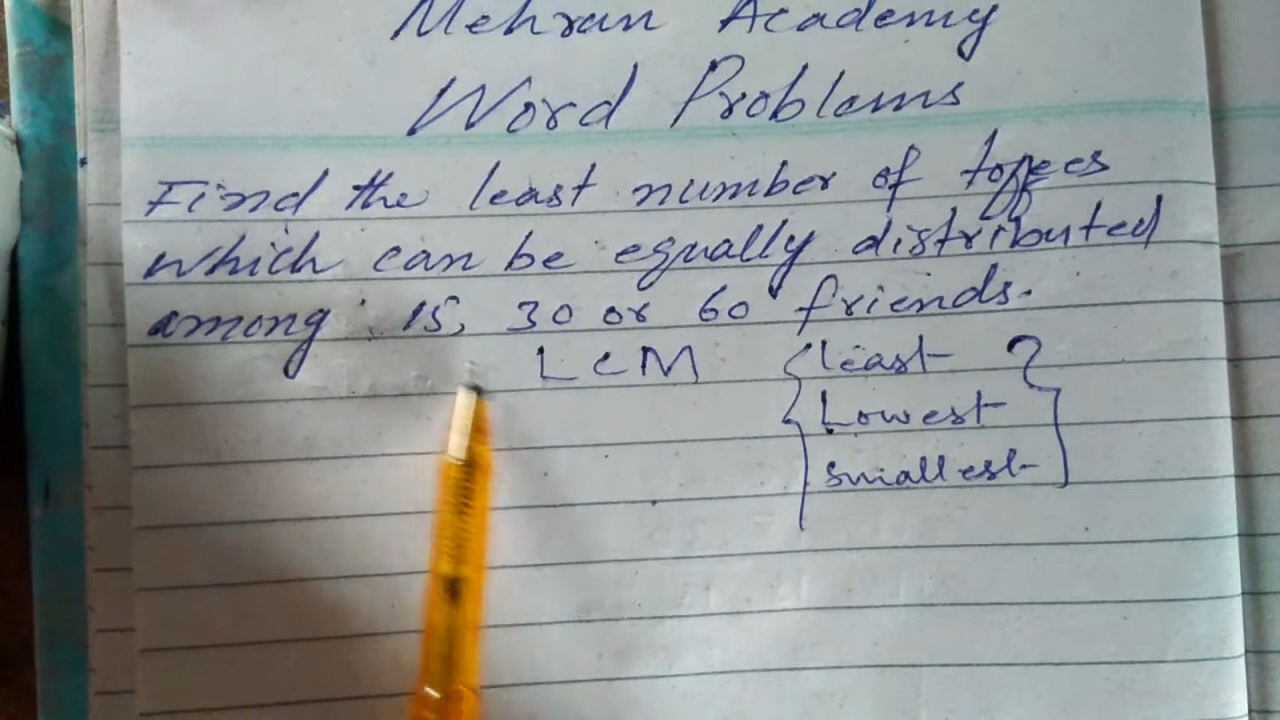 Mehran Academy
Word Problems
Find the least number of toffees
which can be equally distributed
among 15, 30 or 60 friends.
LCM { least
Lowest
smallest }